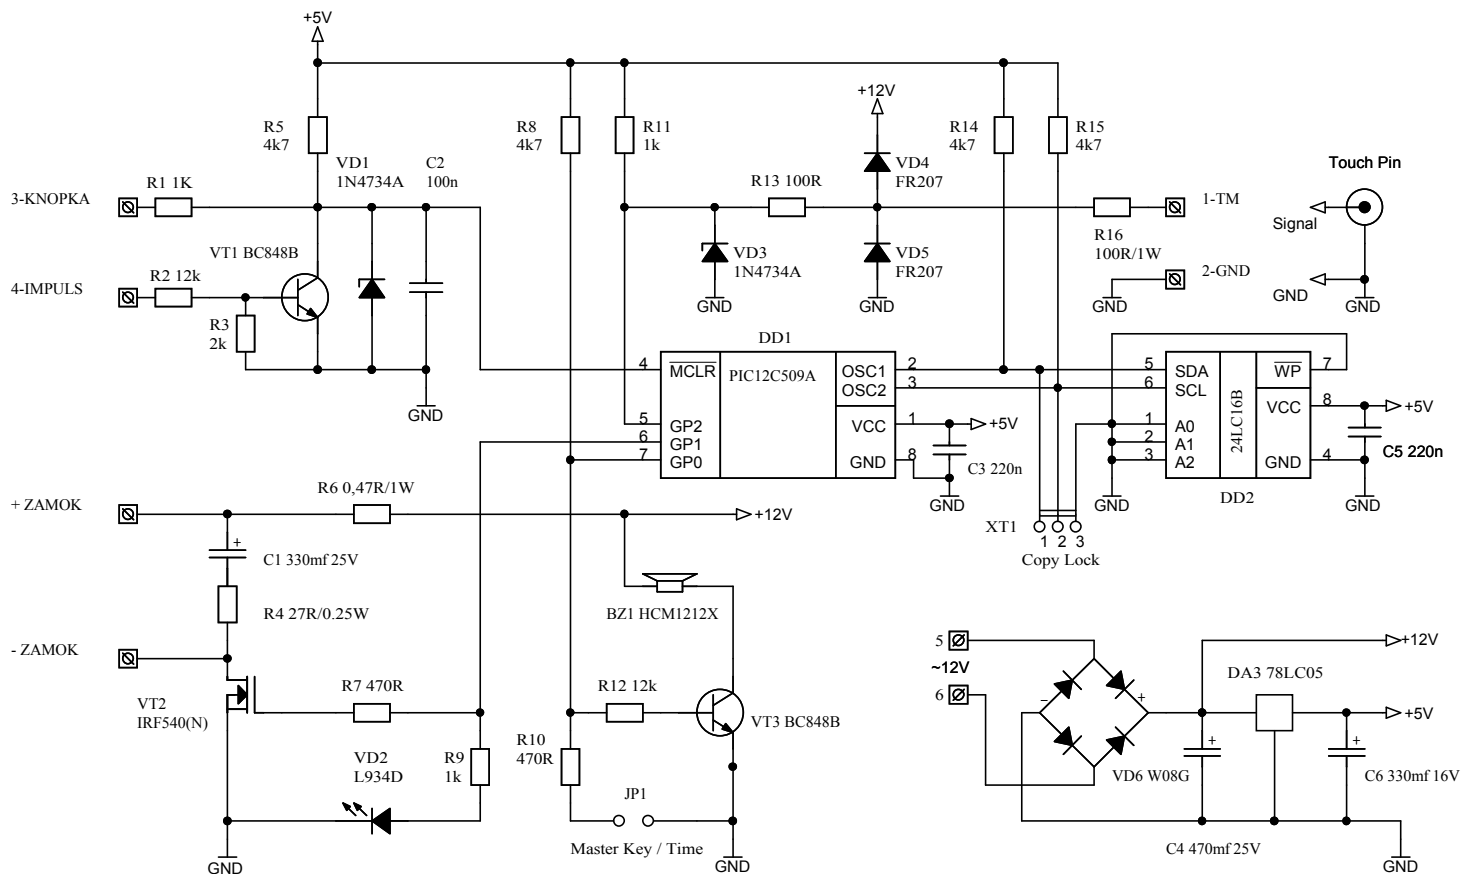 +5V
R5
4k7
R8
4k7
R11
1k
+12V
R14
4k7
R15
4k7
VD1
1N4734A
C2
100n
VD4
FR207
Touch Pin
3-KNOPKA
R1 1K
R13 100R
1-TM
Signal
VT1 BC848B
VD3
1N4734A
VD5
FR207
R16
100R/1W
4-IMPULS
R2 12k
2-GND
R3
2k
GND
GND
GND
GND
GND
GND
DD1
4
MCLR
PIC12C509A
OSC1
OSC2
2
3
5
6
SDA
SCL
WP
7
5
6
7
GP2
GP1
GP0
VCC
GND
1
8
+5V
C3 220n
GND
1
2
3
A0
A1
A2
24LC16B
VCC
GND
8
4
+5V
C5 220n
GND
GND
DD2
R6 0,47R/1W
+ ZAMOK
+12V
XT1
1 2 3
Copy Lock
+
C1 330mf 25V
R4 27R/0.25W
BZ1 HCM1212X
- ZAMOK
5
~12V
6
+12V
DA3 78LC05
VT2
IRF540(N)
R7 470R
R12 12k
VT3 BC848B
-
+
+5V
R10
470R
VD2
L934D
R9
1k
+
+
VD6 W08G
C6 330mf 16V
JP1
Master Key / Time
C4 470mf 25V
GND
GND
GND